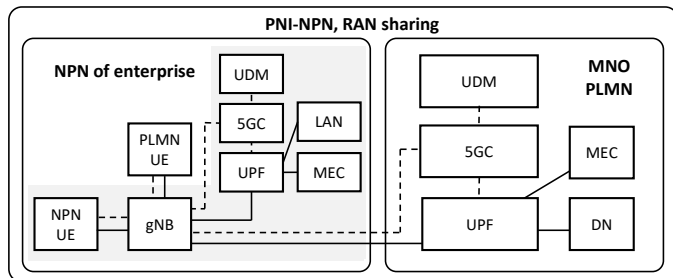 PNI-NPN, RAN sharing
NPN of enterprise
UDM
5GC
LAN
PLMN
UE
UPF
MEC
NPN
UE
gNB
MNO
PLMN
UDM
5GC
MEC
UPF
DN